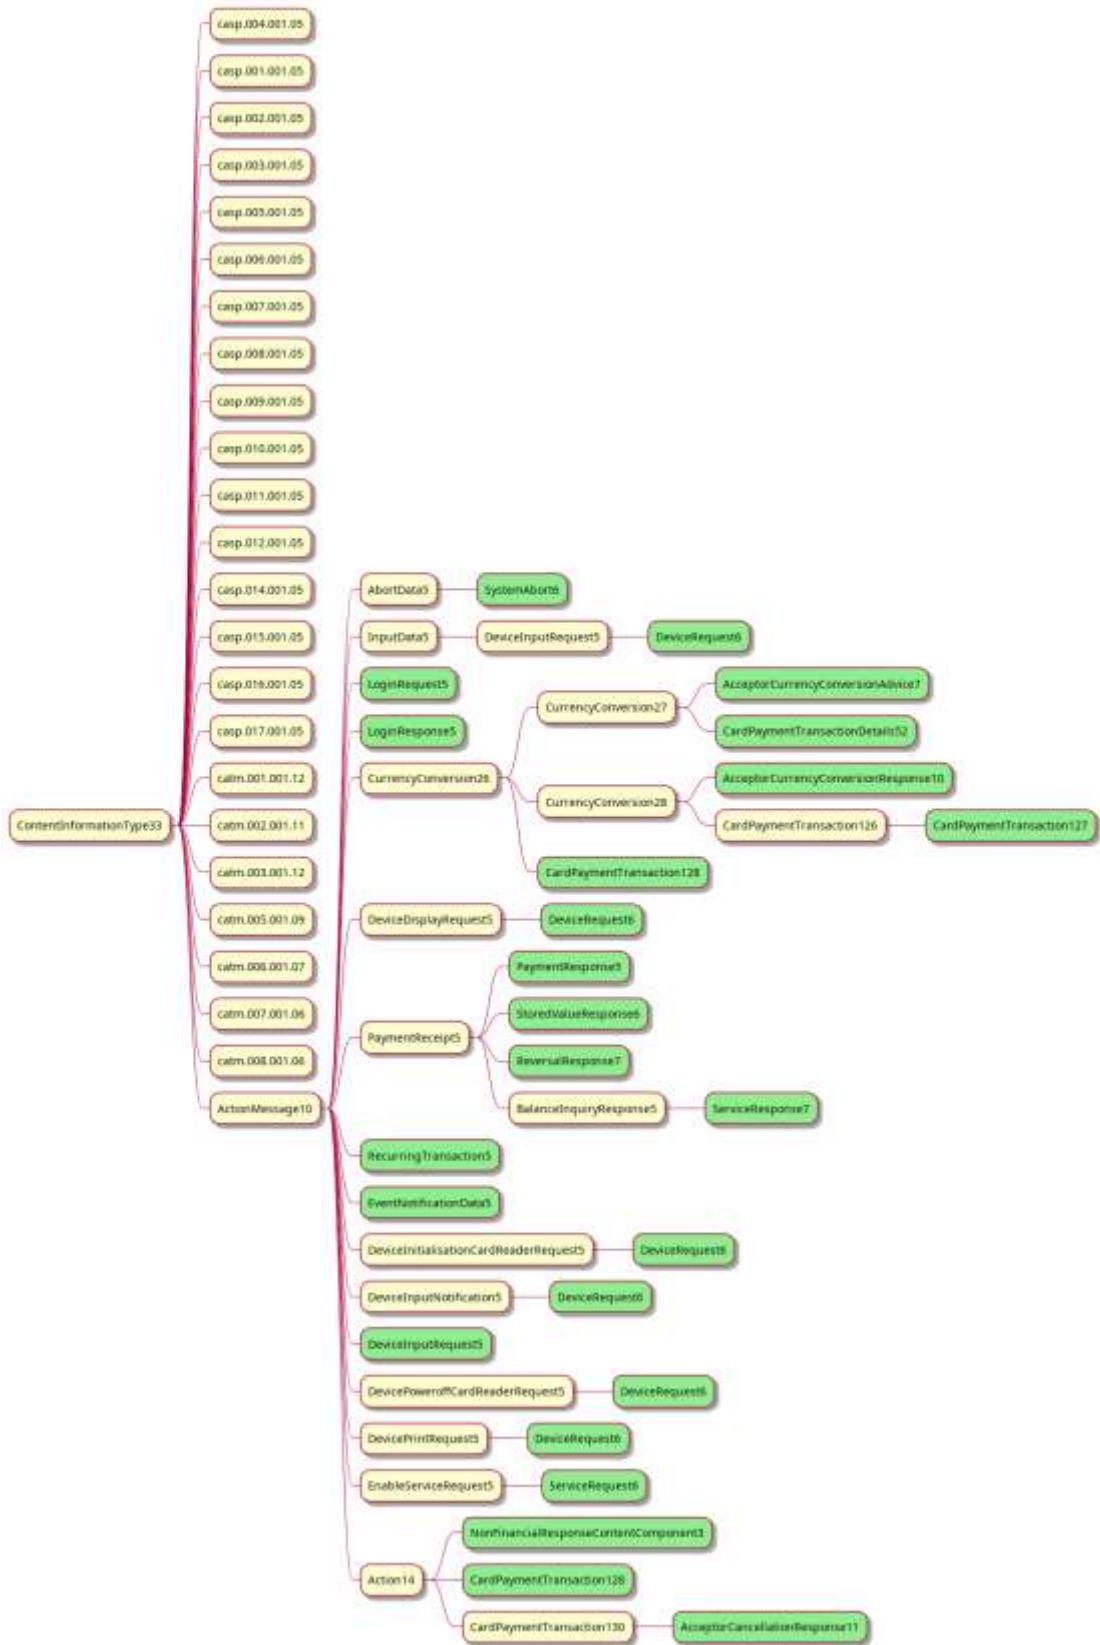 casp.004.001.05
casp.001.001.05
casp.002.001.05
casp.003.001.05
casp.005.001.05
casp.006.001.05
casp.007.001.05
casp.008.001.05
casp.009.001.05
casp.010.001.05
casp.011.001.05
casp.012.001.05
casp.014.001.05
AbortData5
SystemAbort6
casp.015.001.05
InputData5
DeviceInputRequest5
DeviceRequest6
casp.016.001.05
LoginRequest5
AcceptorCurrencyConversionAdvice7
CurrencyConversion27
casp.017.001.05
LoginResponse5
CardPaymentTransactionDetails52
catm.001.001.12
CurrencyConversion26
AcceptorCurrencyConversionResponse10
CurrencyConversion28
ContentInformationType33
catm.002.001.11
CardPaymentTransaction126
CardPaymentTransaction127
catm.003.001.12
CardPaymentTransaction128
catm.005.001.09
DeviceDisplayRequest5
DeviceRequest6
catm.006.001.07
PaymentResponse5
catm.007.001.06
StoredValueResponse6
PaymentReceipt5
catm.008.001.06
ReversalResponse7
ActionMessage10
BalanceInquiryResponse5
ServiceResponse7
RecurringTransaction5
EventNotificationData5
DeviceInitialisationCardReaderRequest5
DeviceRequest6
DeviceInputNotification5
DeviceRequest6
DeviceInputRequest5
DevicePoweroffCardReaderRequest5
DeviceRequest6
DevicePrintRequest5
DeviceRequest6
EnableServiceRequest5
ServiceRequest6
NonFinancialResponseContentComponent3
Action14
CardPaymentTransaction128
CardPaymentTransaction130
AcceptorCancellationResponse11